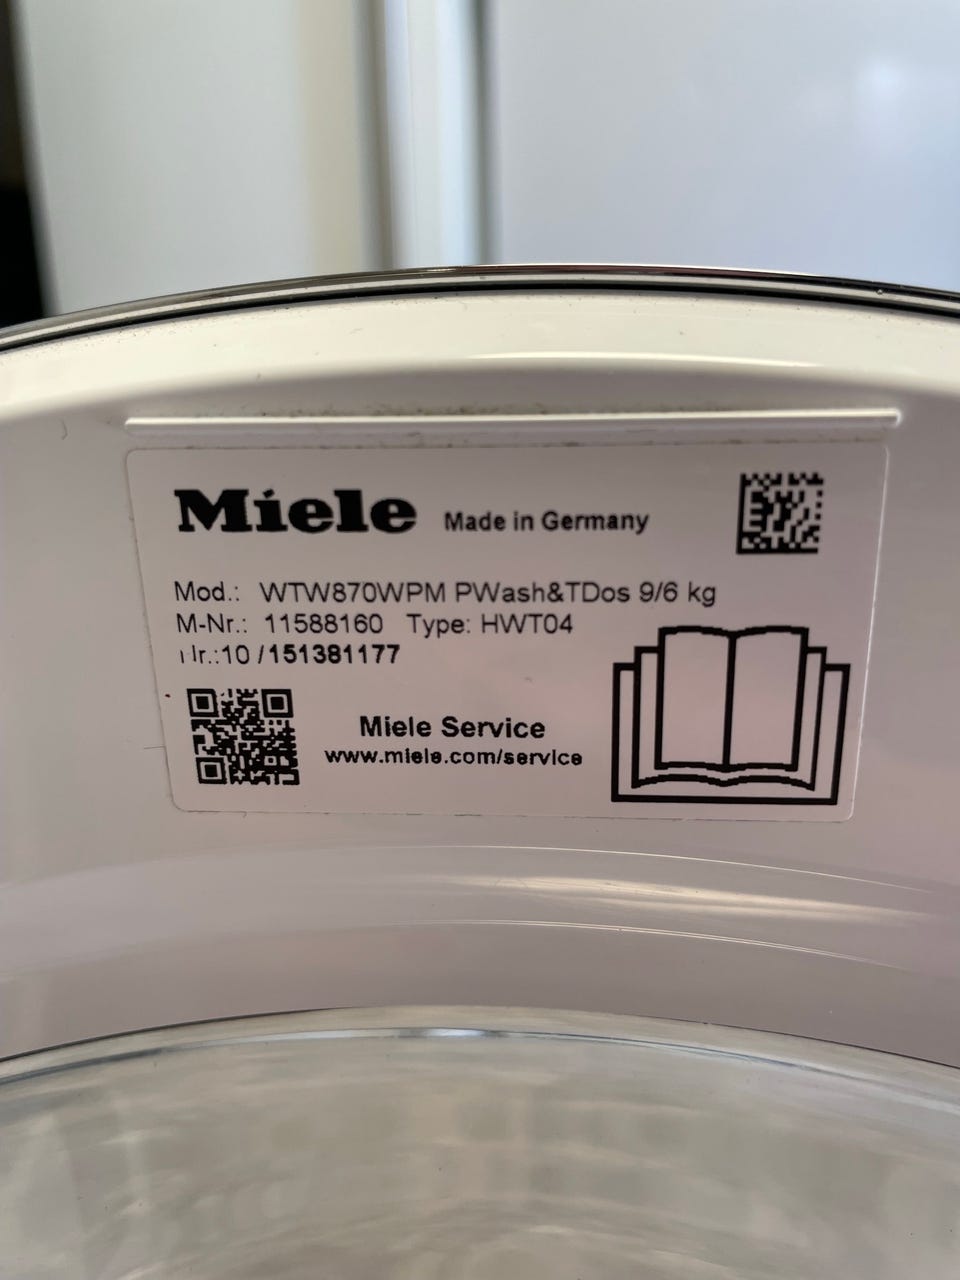 Miele Made in Germany
Mod.: WTW870WPM PWash&TDos 9/6 kg
M-Nr.: 11588160 Type: HWT04
Nr.:10 /151381177
Miele Service
www.miele.com/service